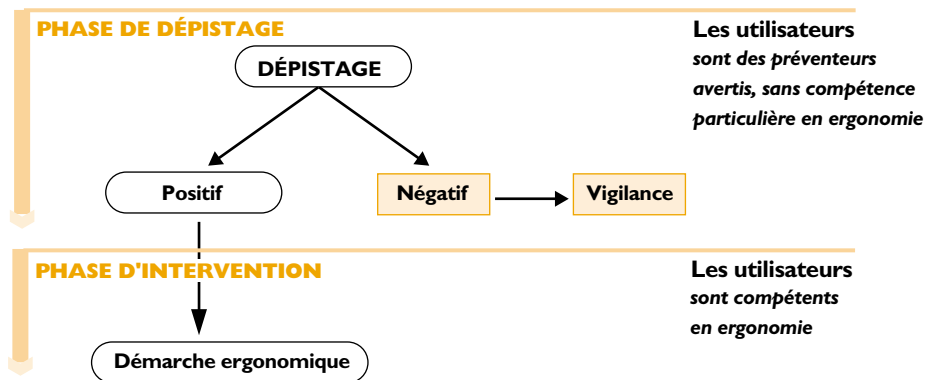 PHASE DE DÉPISTAGE
Les utilisateurs
sont des préventeurs
avertis, sans compétence
particulière en ergonomie
DÉPISTAGE
Positif
Négatif
Vigilance
PHASE D'INTERVENTION
Les utilisateurs
sont compétents
en ergonomie
Démarche ergonomique